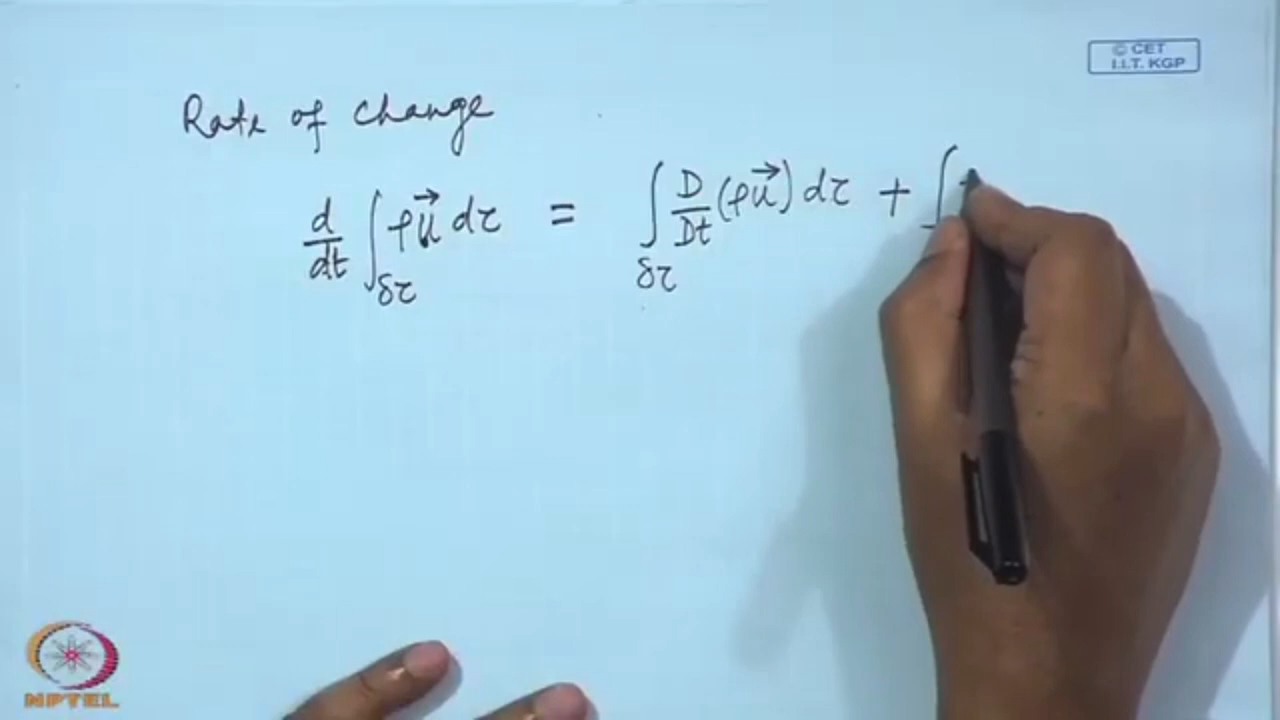 © CET
I.I.T. KGP
Rate of change
d/dt ∫_δτ ρu⃗ dτ = ∫_δτ D/Dt (ρu⃗) dτ + ∫
NPTEL